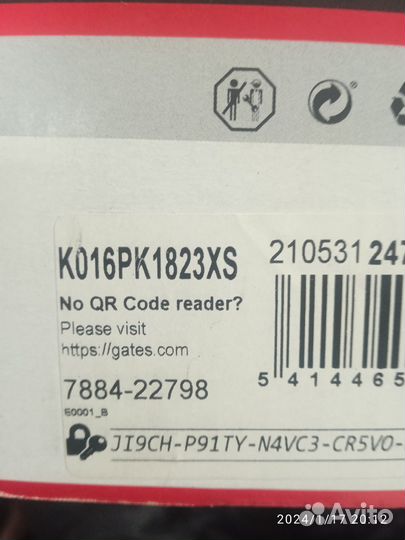 K016PK1823XS
210531 247
No QR Code reader?
Please visit
https://gates.com
5 414465
7884-22798
E0001_B
JI9CH-P91TY-N4VC3-CR5VO-
2024/1/17 20:12
Avito